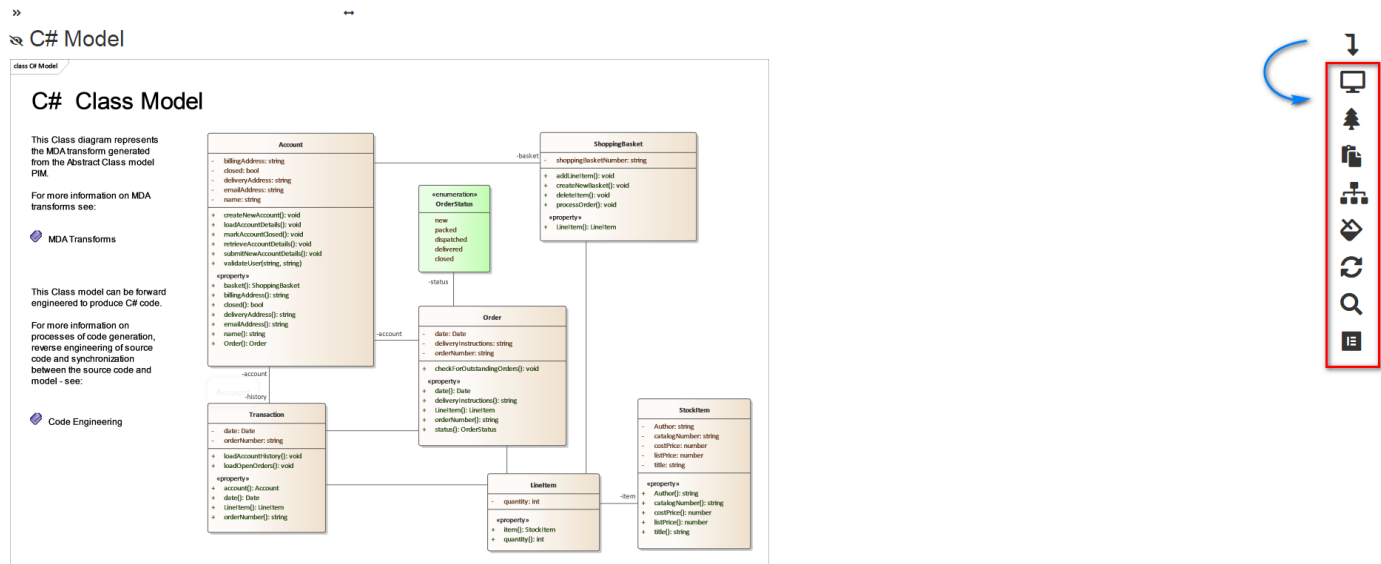 C# Model
class C# Model
C# Class Model
This Class diagram represents
the MDA transform generated
from the Abstract Class model
PIM.
For more information on MDA
transforms see:
MDA Transforms
This Class model can be forward
engineered to produce C# code.
For more information on
processes of code generation,
reverse engineering of source
code and synchronization
between the source code and
model - see:
Code Engineering
Account
- billingAddress: string
- closed: bool
- deliveryAddress: string
- emailAddress: string
- name: string
+ createNewAccount(): void
+ loadAccountDetails(): void
+ markAccountClosed(): void
+ retrieveAccountDetails(): void
+ submitNewAccountDetails(): void
+ validateUser(string, string)
«property»
+ basket(): ShoppingBasket
+ billingAddress(): string
+ closed(): bool
+ deliveryAddress(): string
+ emailAddress(): string
+ name(): string
+ Order(): Order
-basket
ShoppingBasket
- shoppingBasketNumber: string
+ addLineItem(): void
+ createNewBasket(): void
+ deleteItem(): void
+ processOrder(): void
«property»
+ LineItem(): LineItem
«enumeration»
OrderStatus
new
packed
dispatched
delivered
closed
-status
-account
Order
- date: Date
- deliveryInstructions: string
- orderNumber: string
+ checkForOutstandingOrders(): void
«property»
+ date(): Date
+ deliveryInstructions(): string
+ LineItem(): LineItem
+ orderNumber(): string
+ status(): OrderStatus
-account
Account
-history
Transaction
- date: Date
- orderNumber: string
+ loadAccountHistory(): void
+ loadOpenOrders(): void
«property»
+ account(): Account
+ date(): Date
+ LineItem(): LineItem
+ orderNumber(): string
LineItem
- quantity: int
«property»
+ item(): StockItem
+ quantity(): int
-item
StockItem
- Author: string
- catalogNumber: string
- costPrice: number
- listPrice: number
- title: string
«property»
+ Author(): string
+ catalogNumber(): string
+ costPrice(): number
+ listPrice(): number
+ title(): string